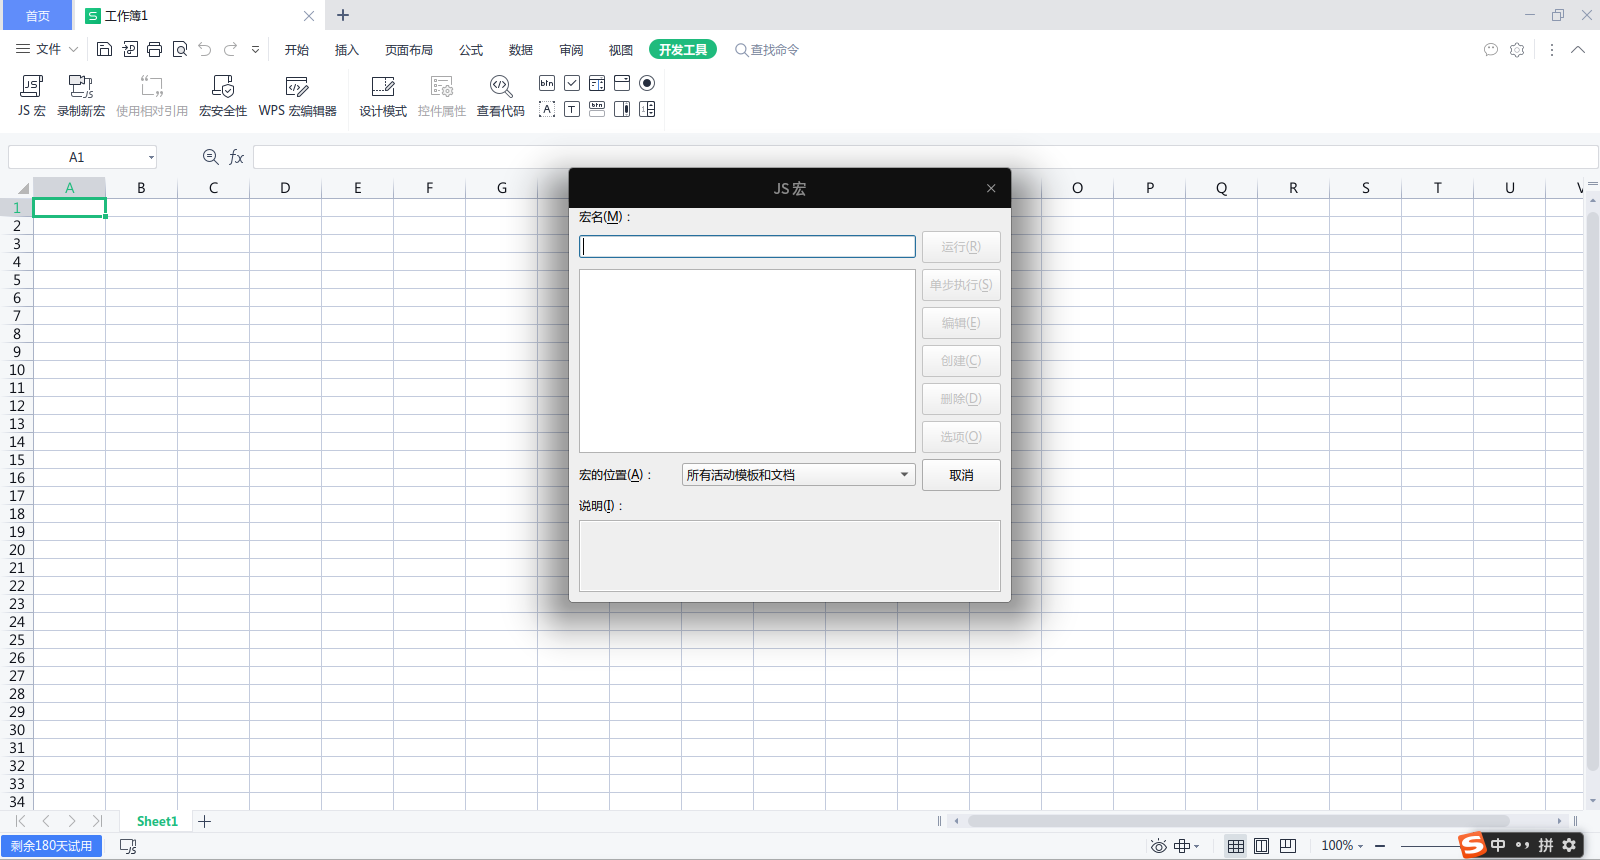 首页 工作簿1
文件 开始 插入 页面布局 公式 数据 审阅 视图 开发工具 查找命令
JS 宏 录制新宏 使用相对引用 宏安全性 WPS 宏编辑器 设计模式 控件属性 查看代码
A1 fx
A B C D E F G O P Q R S T U V
1
2
3
4
5
6
7
8
9
10
11
12
13
14
15
16
17
18
19
20
21
22
23
24
25
26
27
28
29
30
31
32
33
34
JS 宏
宏名(M)：
运行(R)
单步执行(S)
编辑(E)
创建(C)
删除(D)
选项(O)
宏的位置(A)： 所有活动模板和文档 取消
说明(I)：
Sheet1
剩余180天试用 100% 中 拼